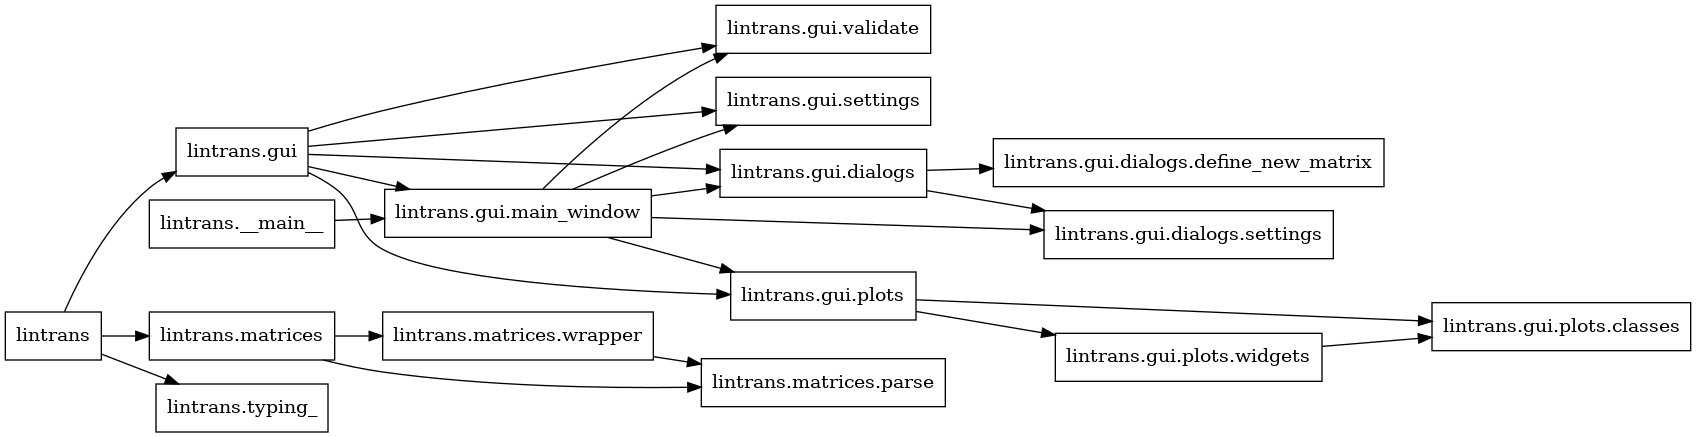 lintrans.gui.validate
lintrans.gui.settings
lintrans.gui
lintrans.gui.dialogs
lintrans.gui.dialogs.define_new_matrix
lintrans.__main__
lintrans.gui.main_window
lintrans.gui.dialogs.settings
lintrans.gui.plots
lintrans
lintrans.matrices
lintrans.matrices.wrapper
lintrans.gui.plots.classes
lintrans.gui.plots.widgets
lintrans.matrices.parse
lintrans.typing_